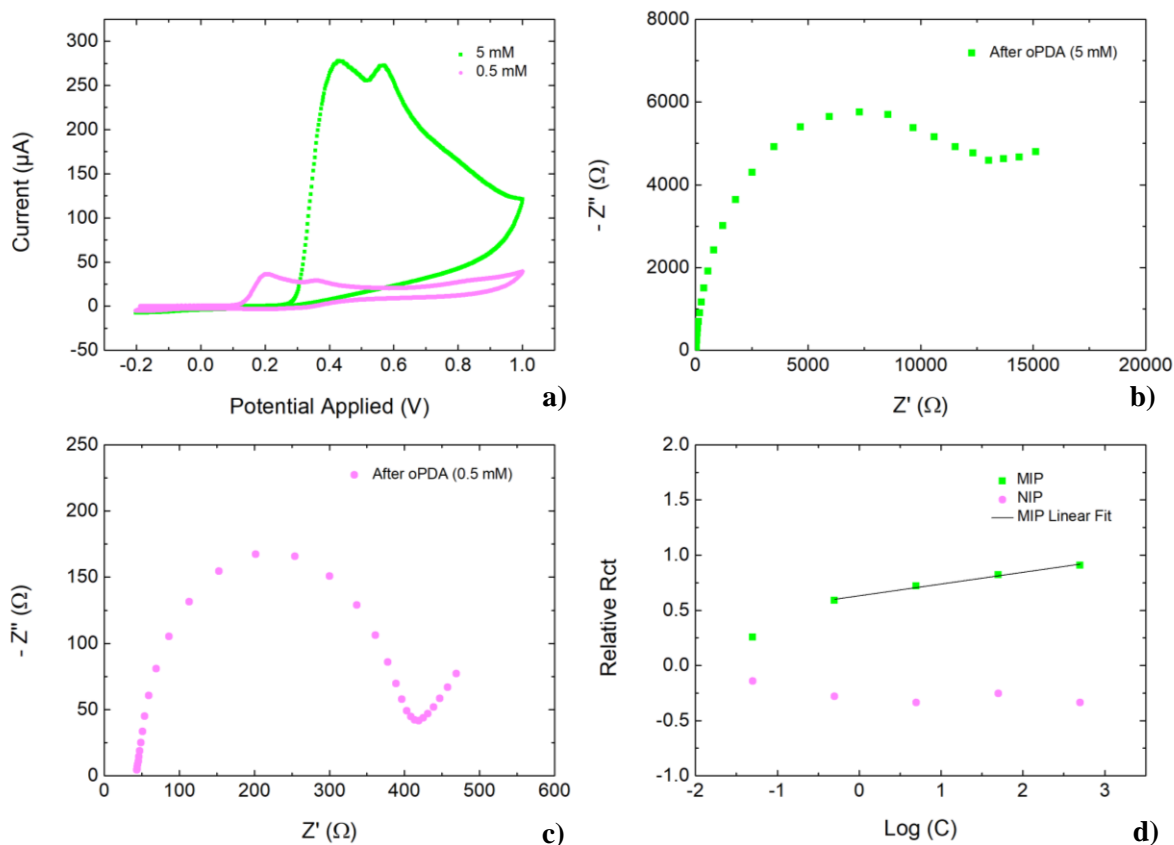 300
250
200
150
100
50
0
-50
Current (µA)
5 mM
0.5 mM
-0.2 0.0 0.2 0.4 0.6 0.8 1.0
Potential Applied (V)
a)
8000
6000
4000
2000
0
- Z'' (Ω)
After oPDA (5 mM)
0 5000 10000 15000 20000
Z' (Ω)
b)
250
200
150
100
50
0
- Z'' (Ω)
After oPDA (0.5 mM)
0 100 200 300 400 500 600
Z' (Ω)
c)
2.0
1.5
1.0
0.5
0.0
-0.5
-1.0
Relative Rct
MIP
NIP
MIP Linear Fit
-2 -1 0 1 2 3
Log (C)
d)